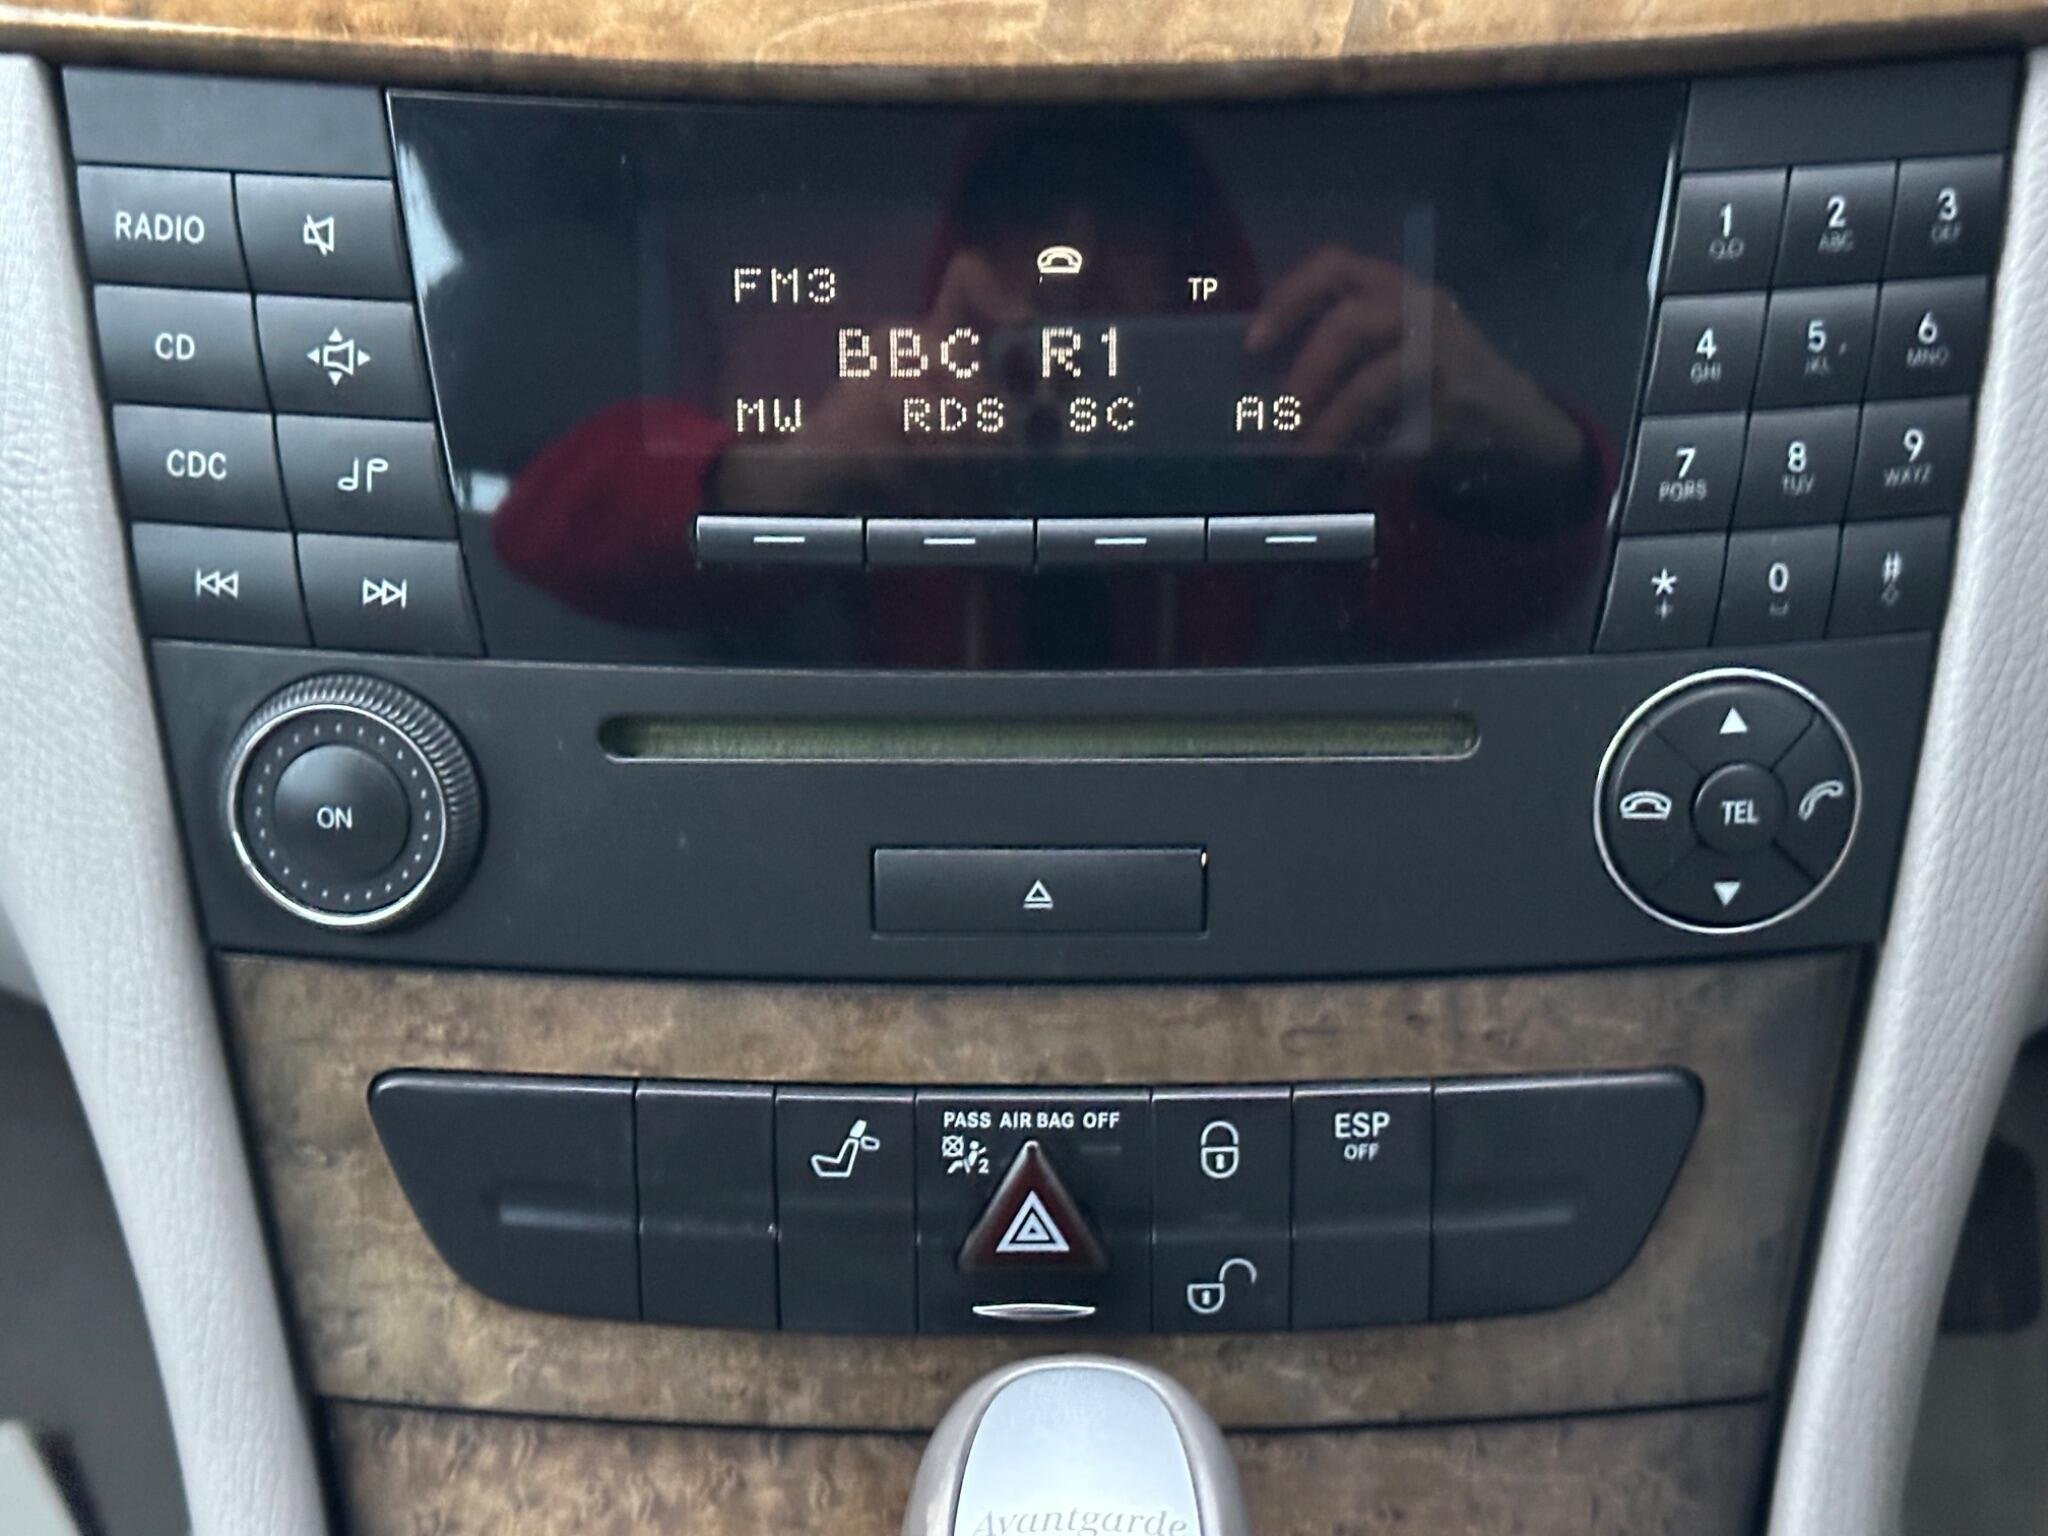 RADIO
CD
CDC
FM3
TP
BBC R1
MW RDS SC AS
1
2 ABC
3 DEF
4 GHI
5 JKL
6 MNO
7 PQRS
8 TUV
9 WXYZ
* +
0
#
ON
TEL
PASS AIR BAG OFF
2
ESP
OFF
Avantgarde